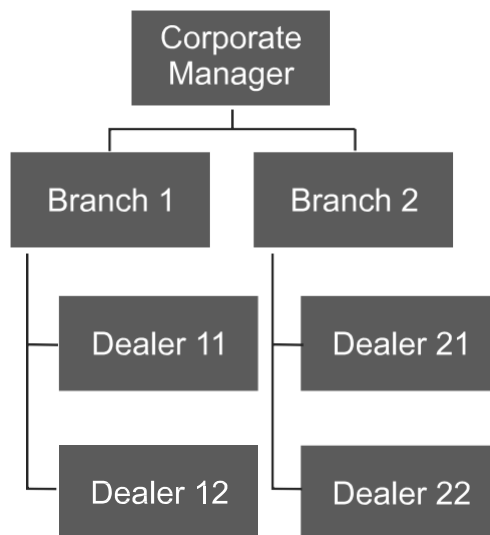 Corporate
Manager
Branch 1
Branch 2
Dealer 11
Dealer 21
Dealer 12
Dealer 22